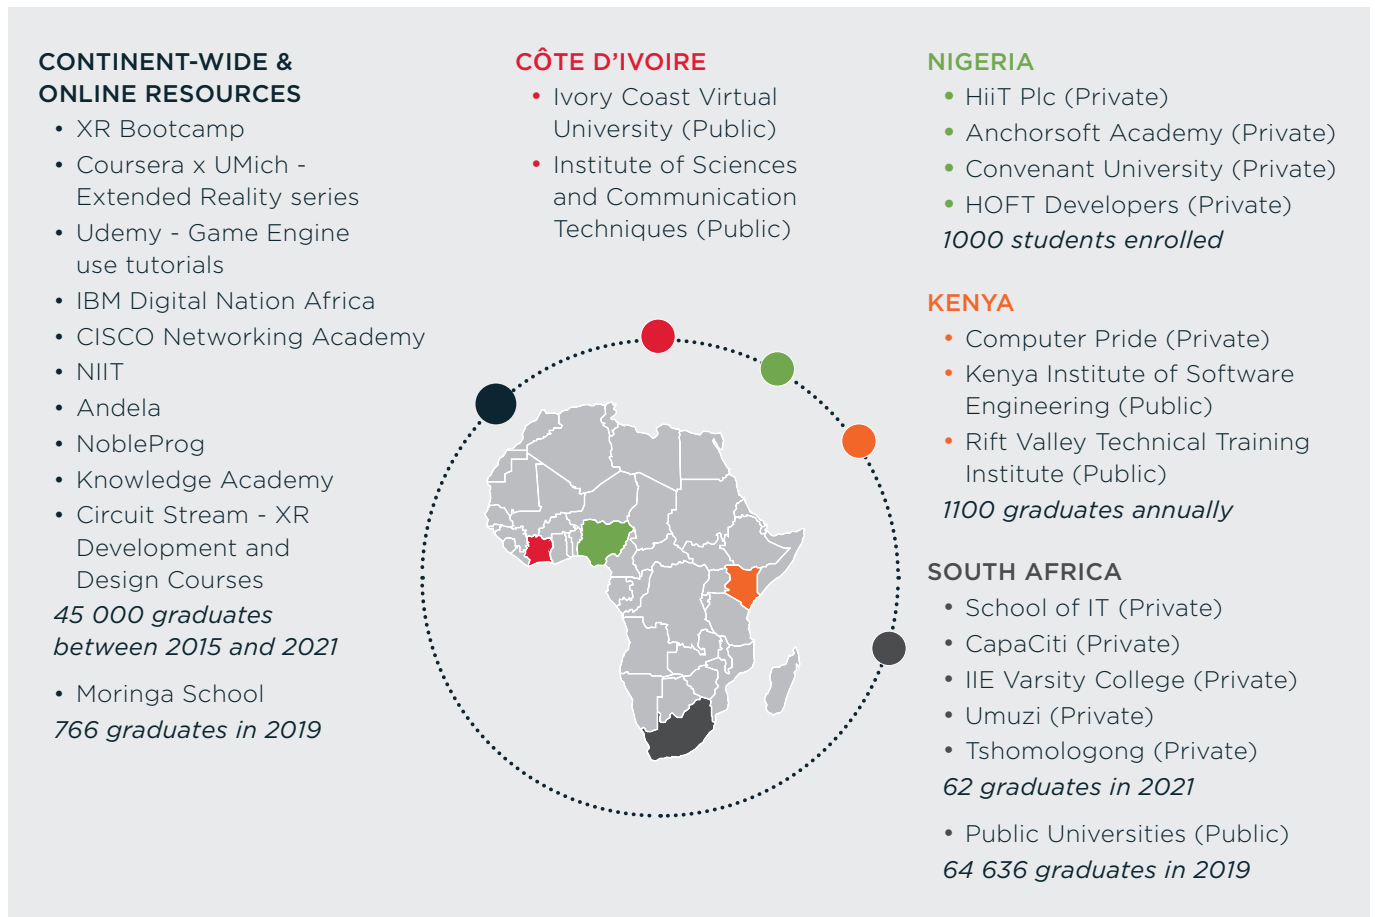 CONTINENT-WIDE &
ONLINE RESOURCES
• XR Bootcamp
• Coursera x UMich -
Extended Reality series
• Udemy - Game Engine
use tutorials
• IBM Digital Nation Africa
• CISCO Networking Academy
• NIIT
• Andela
• NobleProg
• Knowledge Academy
• Circuit Stream - XR
Development and
Design Courses
45 000 graduates
between 2015 and 2021
• Moringa School
766 graduates in 2019
CÔTE D'IVOIRE
• Ivory Coast Virtual
University (Public)
• Institute of Sciences
and Communication
Techniques (Public)
NIGERIA
• HiiT Plc (Private)
• Anchorsoft Academy (Private)
• Convenant University (Private)
• HOFT Developers (Private)
1000 students enrolled
KENYA
• Computer Pride (Private)
• Kenya Institute of Software
Engineering (Public)
• Rift Valley Technical Training
Institute (Public)
1100 graduates annually
SOUTH AFRICA
• School of IT (Private)
• CapaCiti (Private)
• IIE Varsity College (Private)
• Umuzi (Private)
• Tshomologong (Private)
62 graduates in 2021
• Public Universities (Public)
64 636 graduates in 2019